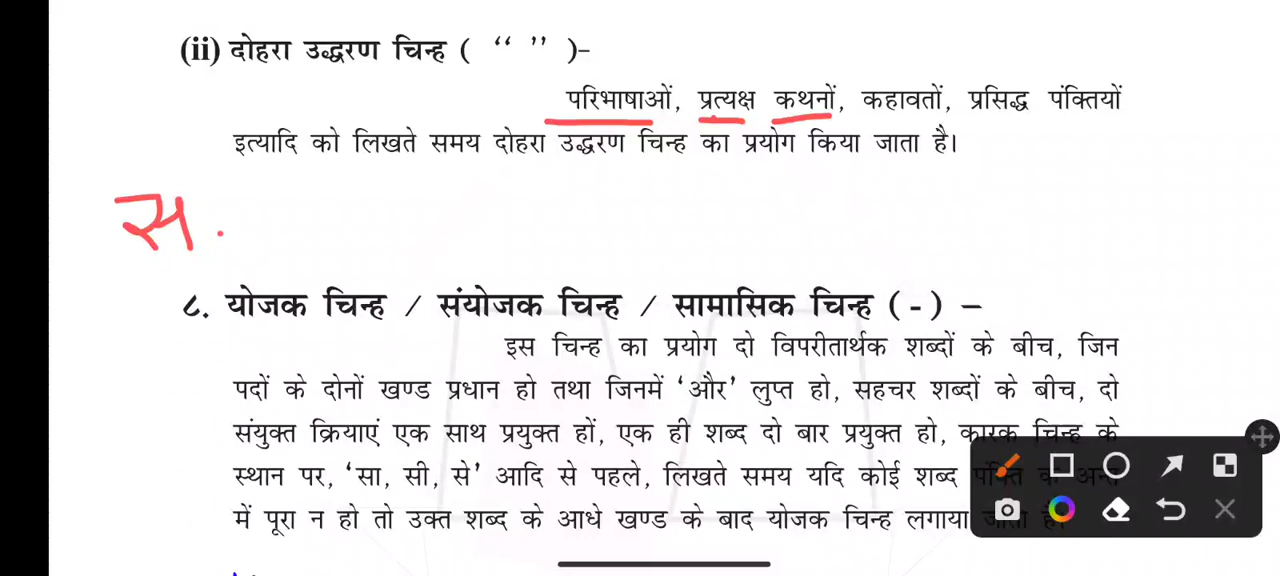 (ii) दोहरा उद्धरण चिन्ह ( “ ” )–
परिभाषाओं, प्रत्यक्ष कथनों, कहावतों, प्रसिद्ध पंक्तियों
इत्यादि को लिखते समय दोहरा उद्धरण चिन्ह का प्रयोग किया जाता है।
स .
८. योजक चिन्ह / संयोजक चिन्ह / सामासिक चिन्ह ( - ) –
इस चिन्ह का प्रयोग दो विपरीतार्थक शब्दों के बीच, जिन
पदों के दोनों खण्ड प्रधान हो तथा जिनमें ‘और’ लुप्त हो, सहचर शब्दों के बीच, दो
संयुक्त क्रियाएं एक साथ प्रयुक्त हों, एक ही शब्द दो बार प्रयुक्त हो, कारक चिन्ह के
स्थान पर, ‘सा, सी, से’ आदि से पहले, लिखते समय यदि कोई शब्द पंक्ति के अन्त
में पूरा न हो तो उक्त शब्द के आधे खण्ड के बाद योजक चिन्ह लगाया जाता है।